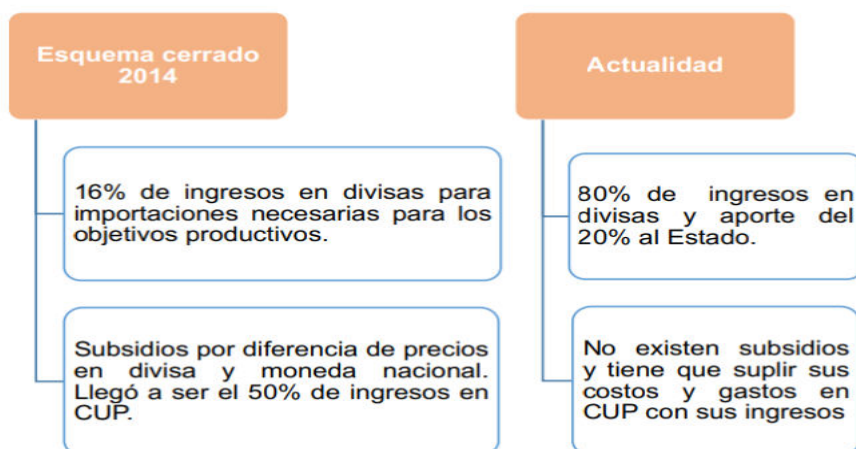 Esquema cerrado
2014
16% de ingresos en divisas para
importaciones necesarias para los
objetivos productivos.
Subsidios por diferencia de precios
en divisa y moneda nacional.
Llegó a ser el 50% de ingresos en
CUP.
Actualidad
80% de ingresos en
divisas y aporte del
20% al Estado.
No existen subsidios
y tiene que suplir sus
costos y gastos en
CUP con sus ingresos